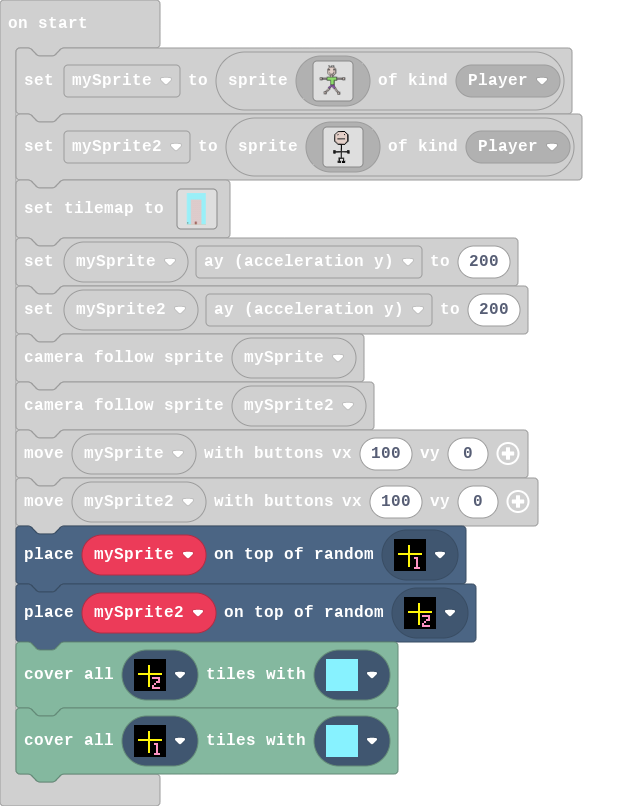 on start
set mySprite to sprite of kind Player
set mySprite2 to sprite of kind Player
set tilemap to
set mySprite ay (acceleration y) to 200
set mySprite2 ay (acceleration y) to 200
camera follow sprite mySprite
camera follow sprite mySprite2
move mySprite with buttons vx 100 vy 0
move mySprite2 with buttons vx 100 vy 0
place mySprite on top of random 1
place mySprite2 on top of random 2
cover all 2 tiles with
cover all 1 tiles with